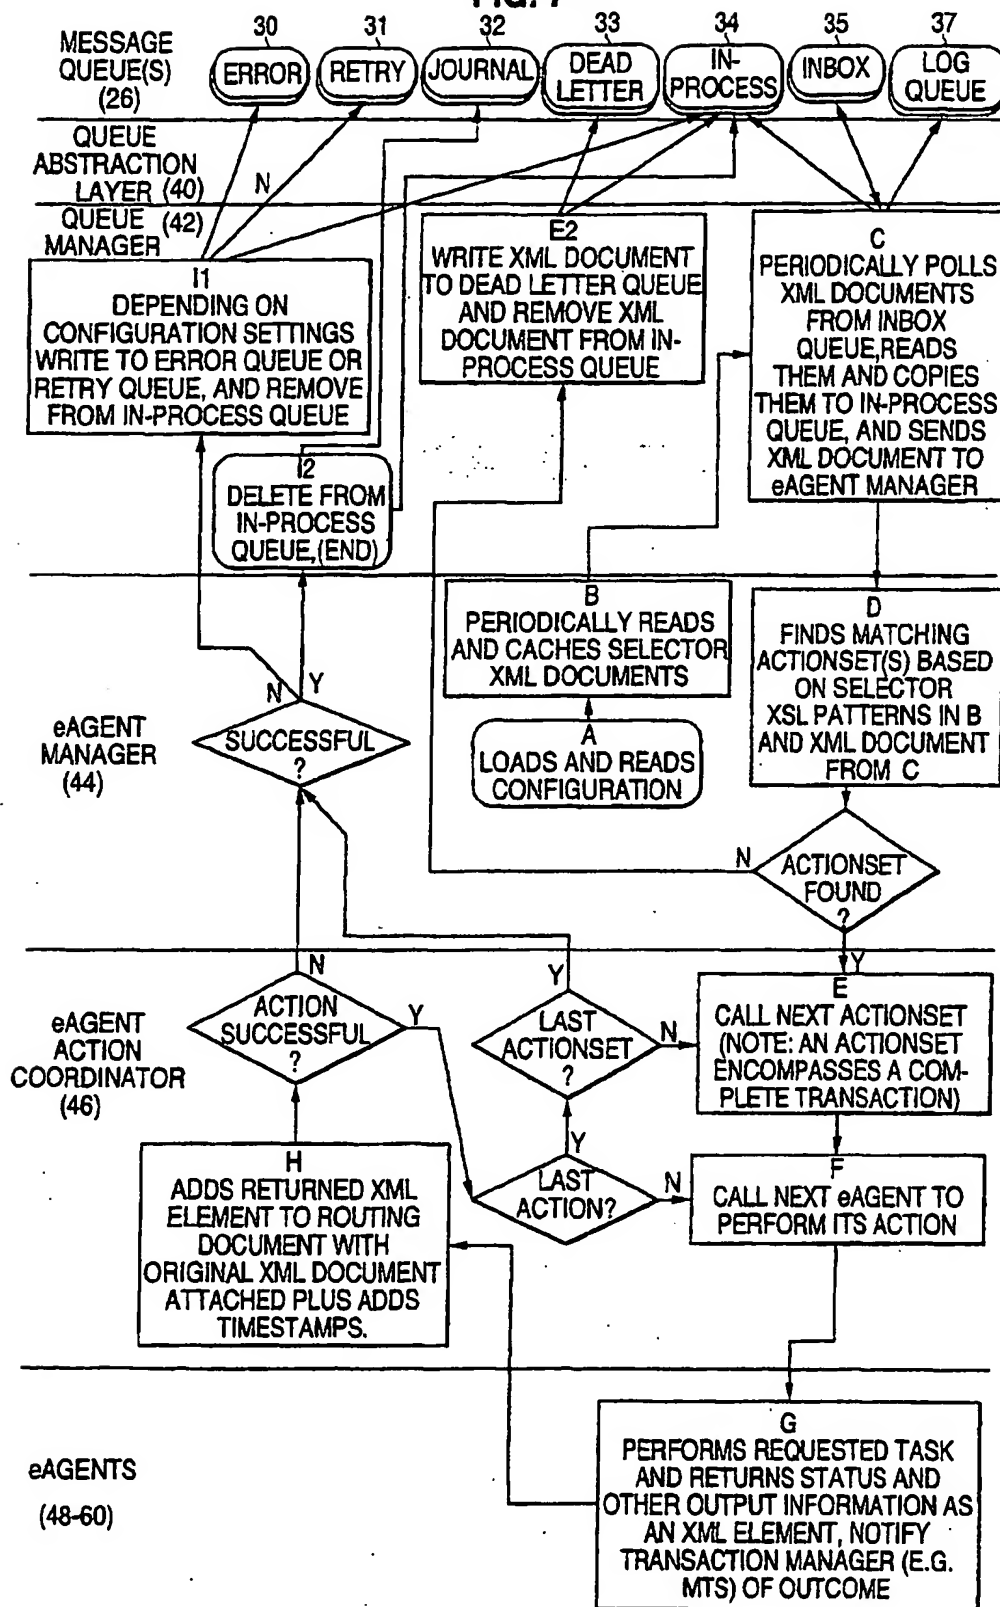 30 31 32 33 34 35 37
MESSAGE
QUEUE(S)
(26)
ERROR
RETRY
JOURNAL
DEAD
LETTER
IN-
PROCESS
INBOX
LOG
QUEUE
QUEUE
ABSTRACTION
LAYER (40)
N
QUEUE (42)
MANAGER
I1
DEPENDING ON
CONFIGURATION SETTINGS
WRITE TO ERROR QUEUE OR
RETRY QUEUE, AND REMOVE
FROM IN-PROCESS QUEUE
E2
WRITE XML DOCUMENT
TO DEAD LETTER QUEUE
AND REMOVE XML
DOCUMENT FROM IN-
PROCESS QUEUE
C
PERIODICALLY POLLS
XML DOCUMENTS
FROM INBOX
QUEUE,READS
THEM AND COPIES
THEM TO IN-PROCESS
QUEUE, AND SENDS
XML DOCUMENT TO
eAGENT MANAGER
I2
DELETE FROM
IN-PROCESS
QUEUE,(END)
B
PERIODICALLY READS
AND CACHES SELECTOR
XML DOCUMENTS
D
FINDS MATCHING
ACTIONSET(S) BASED
ON SELECTOR
XSL PATTERNS IN B
AND XML DOCUMENT
FROM C
N Y
eAGENT
MANAGER
(44)
SUCCESSFUL
?
A
LOADS AND READS
CONFIGURATION
N
ACTIONSET
FOUND
?
Y
N
eAGENT
ACTION
COORDINATOR
(46)
ACTION
SUCCESSFUL
?
Y
Y
LAST
ACTIONSET
?
N
E
CALL NEXT ACTIONSET
(NOTE: AN ACTIONSET
ENCOMPASSES A COM-
PLETE TRANSACTION)
Y
LAST
ACTION?
N
F
CALL NEXT eAGENT TO
PERFORM ITS ACTION
H
ADDS RETURNED XML
ELEMENT TO ROUTING
DOCUMENT WITH
ORIGINAL XML DOCUMENT
ATTACHED PLUS ADDS
TIMESTAMPS.
eAGENTS
(48-60)
G
PERFORMS REQUESTED TASK
AND RETURNS STATUS AND
OTHER OUTPUT INFORMATION AS
AN XML ELEMENT, NOTIFY
TRANSACTION MANAGER (E.G.
MTS) OF OUTCOME